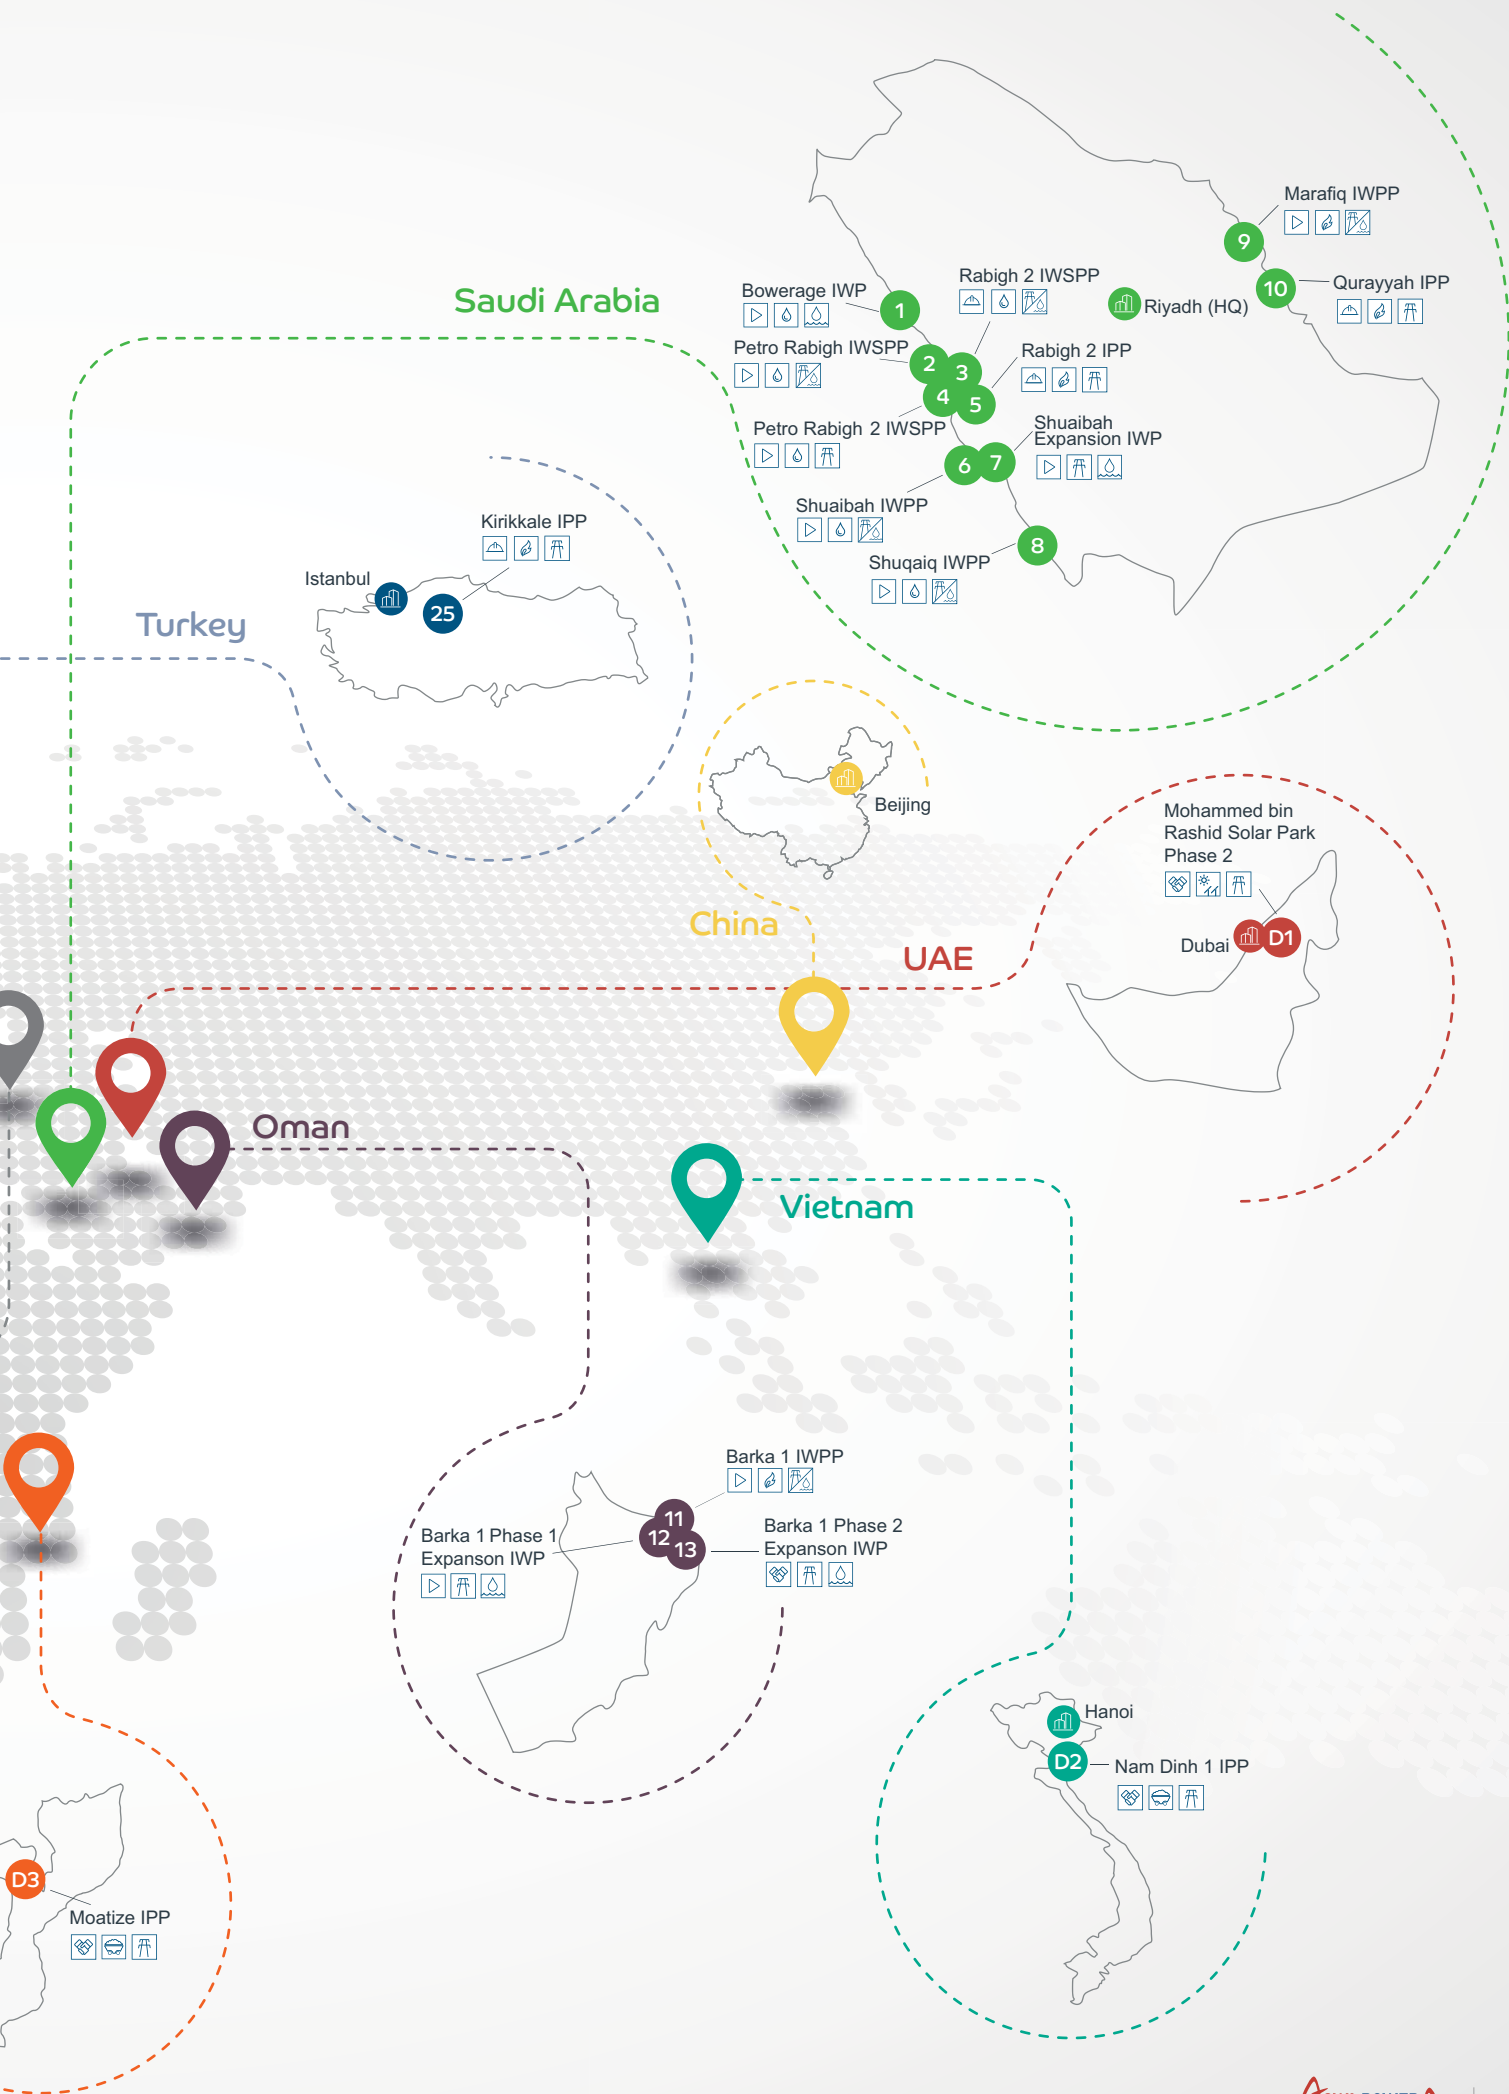 Saudi Arabia
Marafiq IWPP
9
10
Qurayyah IPP
Riyadh (HQ)
Bowerage IWP
1
Rabigh 2 IWSPP
Petro Rabigh IWSPP
2
3
Rabigh 2 IPP
4
5
Petro Rabigh 2 IWSPP
Shuaibah
Expansion IWP
6
7
Shuaibah IWPP
8
Shuqaiq IWPP
Turkey
Kirikkale IPP
Istanbul
25
China
Beijing
UAE
Mohammed bin
Rashid Solar Park
Phase 2
Dubai
D1
Oman
Barka 1 IWPP
11
12
13
Barka 1 Phase 1
Expanson IWP
Barka 1 Phase 2
Expanson IWP
Vietnam
Hanoi
D2
Nam Dinh 1 IPP
D3
Moatize IPP